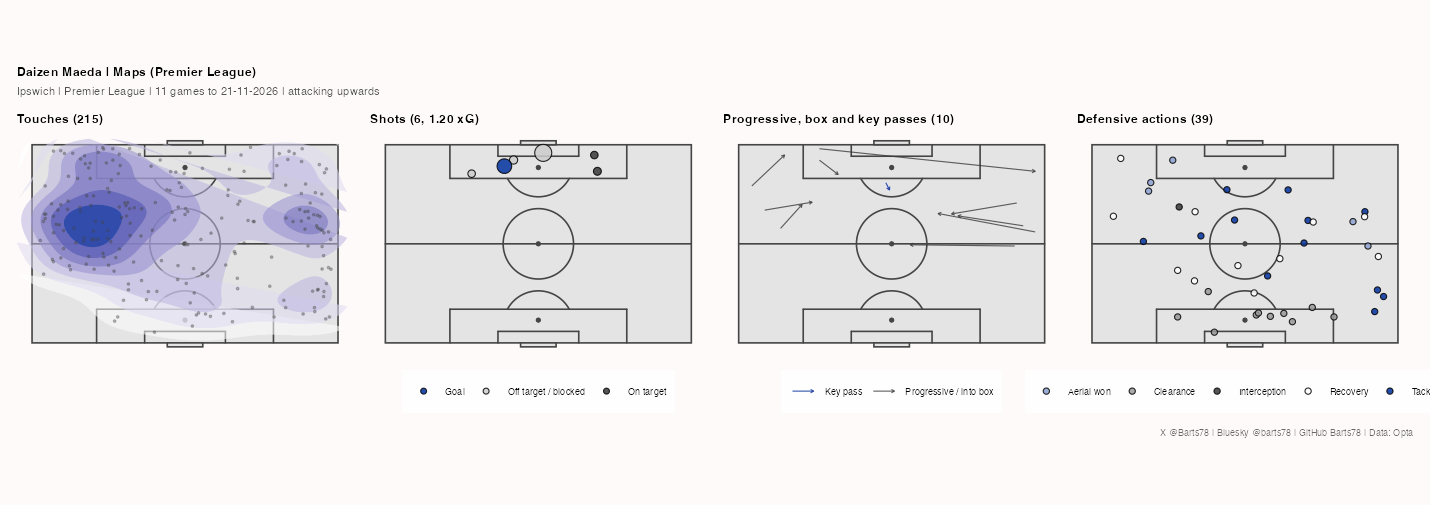 Daizen Maeda | Maps (Premier League)
Ipswich | Premier League | 11 games to 21-11-2026 | attacking upwards
Touches (215)
Shots (6, 1.20 xG)
Progressive, box and key passes (10)
Defensive actions (39)
Goal
Off target / blocked
On target
Key pass
Progressive / into box
Aerial won
Clearance
Interception
Recovery
Tack
X @Barts78 | Bluesky @barts78 | GitHub Barts78 | Data: Opta